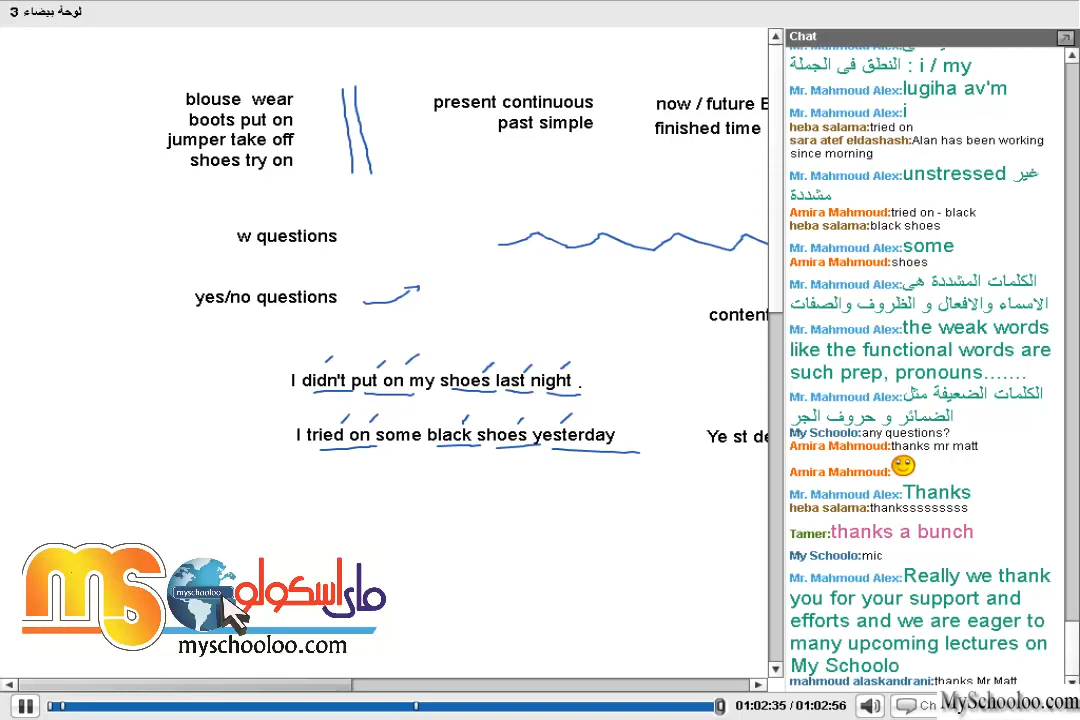 لوحة بيضاء 3
blouse wear
boots put on
jumper take off
shoes try on
present continuous
past simple
now / future
finished time
w questions
yes/no questions
content
I didn't put on my shoes last night .
I tried on some black shoes yesterday
Ye st de
ms
myschooloo
ماى اسكولو
myschooloo.com
Chat
النطق فى الجملة : i / my
Mr. Mahmoud Alex:lugiha av'm
Mr. Mahmoud Alex:i
heba salama:tried on
sara atef eldashash:Alan has been working
since morning
Mr. Mahmoud Alex:unstressed غير
مشددة
Amira Mahmoud:tried on - black
heba salama:black shoes
Mr. Mahmoud Alex:some
Amira Mahmoud:shoes
Mr. Mahmoud Alex:الكلمات المشددة هى
الاسماء والافعال و الظروف والصفات
Mr. Mahmoud Alex:the weak words
like the functional words are
such prep, pronouns.......
Mr. Mahmoud Alex:الكلمات الضعيفة مثل
الضمائر و حروف الجر
My Schoolo:any questions?
Amira Mahmoud:thanks mr matt
Amira Mahmoud:
Mr. Mahmoud Alex:Thanks
heba salama:thanksssssssss
Tamer:thanks a bunch
My Schoolo:mic
Mr. Mahmoud Alex:Really we thank
you for your support and
efforts and we are eager to
many upcoming lectures on
My Schoolo
mahmoud alaskandrani:thanks Mr Matt
01:02:35 / 01:02:56
Ch
MySchooloo.com